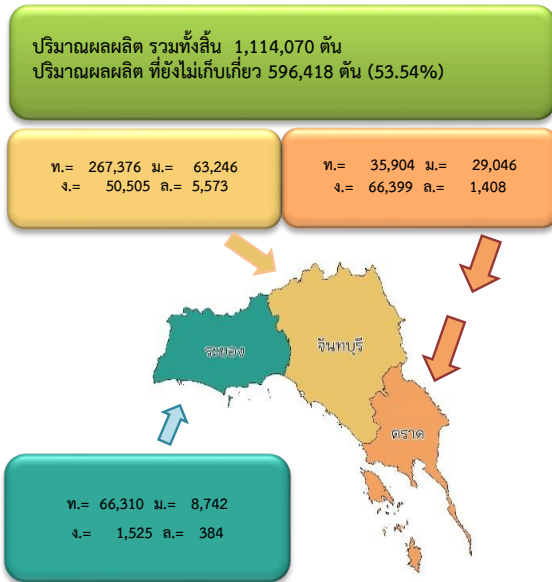 ปริมาณผลผลิต รวมทั้งสิ้น 1,114,070 ตัน
ปริมาณผลผลิต ที่ยังไม่เก็บเกี่ยว 596,418 ตัน (53.54%)
ท.= 267,376 ม.= 63,246
ง.= 50,505 ล.= 5,573
ท.= 35,904 ม.= 29,046
ง.= 66,399 ล.= 1,408
ระยอง
จันทบุรี
ตราด
ท.= 66,310 ม.= 8,742
ง.= 1,525 ล.= 384